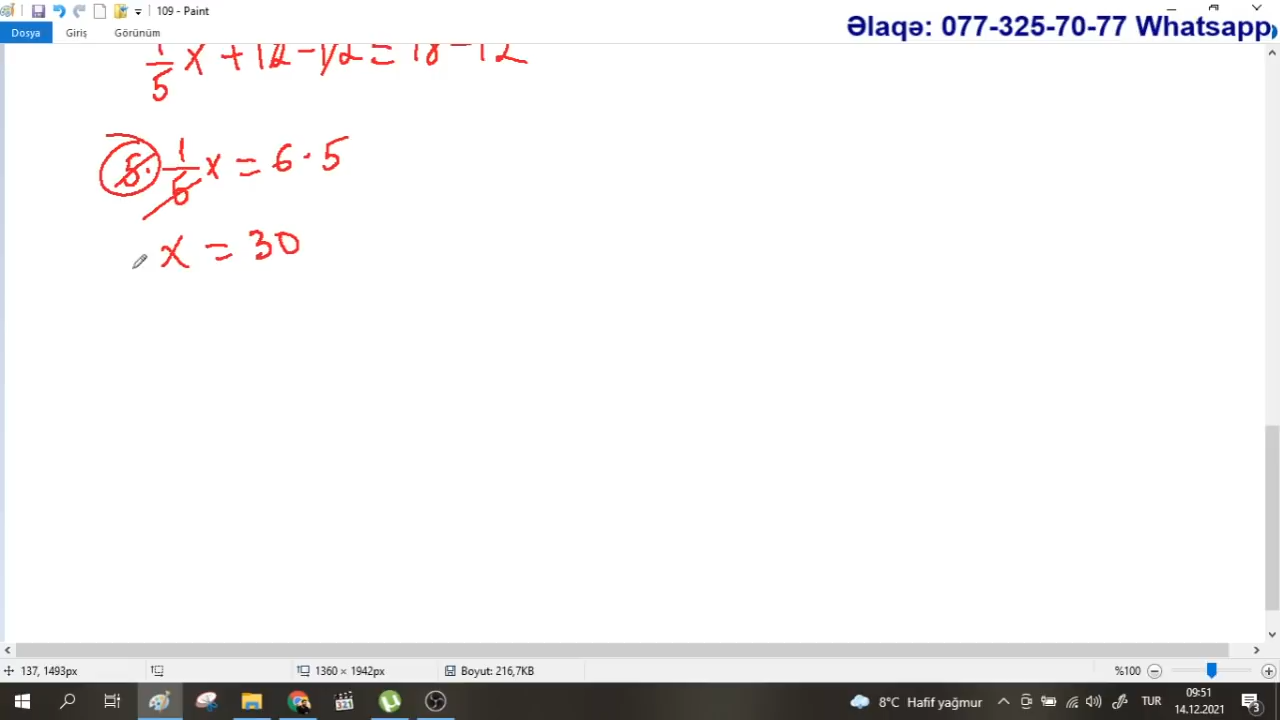 109 - Paint
Əlaqə: 077-325-70-77 Whatsapp
Dosya Giriş Görünüm
1/5 x + 12 - 12 = 18 - 12
5 · 1/5 x = 6 · 5
x = 30
137, 1493px 1360 × 1942px Boyut: 216,7KB %100
8°C Hafif yağmur TUR 09:51
14.12.2021 3